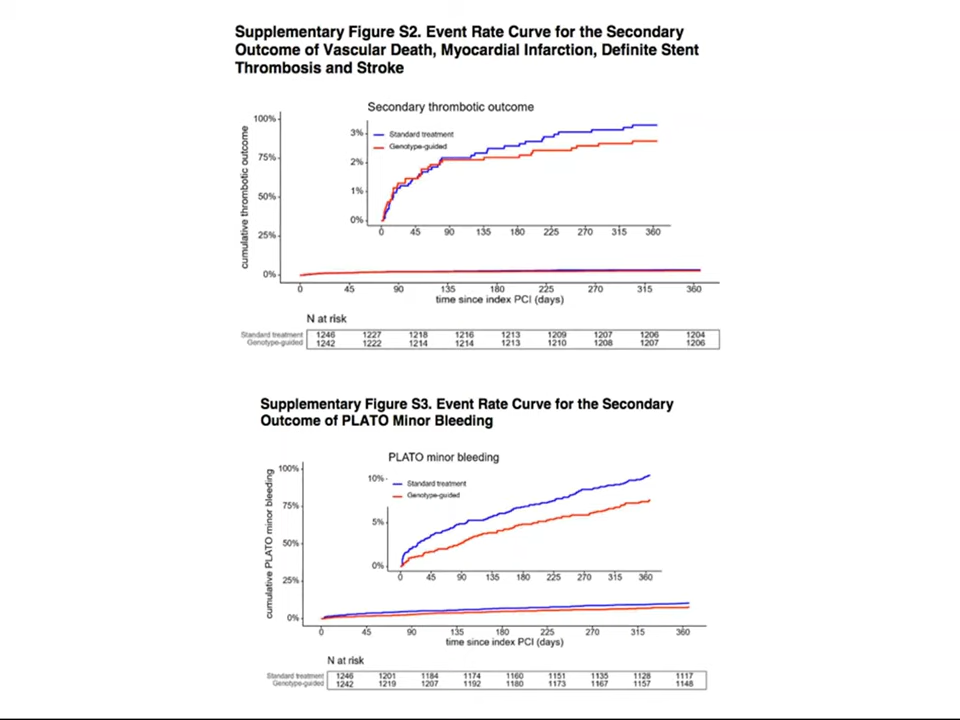 Supplementary Figure S2. Event Rate Curve for the Secondary
Outcome of Vascular Death, Myocardial Infarction, Definite Stent
Thrombosis and Stroke
Secondary thrombotic outcome
cumulative thrombotic outcome
100%
75%
50%
25%
0%
3%
2%
1%
0%
Standard treatment
Genotype-guided
0 45 90 135 180 225 270 315 360
0 45 90 135 180 225 270 315 360
time since index PCI (days)
N at risk
Standard treatment 1246 1227 1218 1216 1213 1209 1207 1206 1204
Genotype-guided 1242 1222 1214 1214 1213 1210 1208 1207 1206
Supplementary Figure S3. Event Rate Curve for the Secondary
Outcome of PLATO Minor Bleeding
PLATO minor bleeding
cumulative PLATO minor bleeding
100%
75%
50%
25%
0%
10%
5%
0%
Standard treatment
Genotype-guided
0 45 90 135 180 225 270 315 360
0 45 90 135 180 225 270 315 360
time since index PCI (days)
N at risk
Standard treatment 1246 1201 1184 1174 1160 1151 1135 1128 1117
Genotype-guided 1242 1219 1207 1192 1180 1173 1167 1157 1148